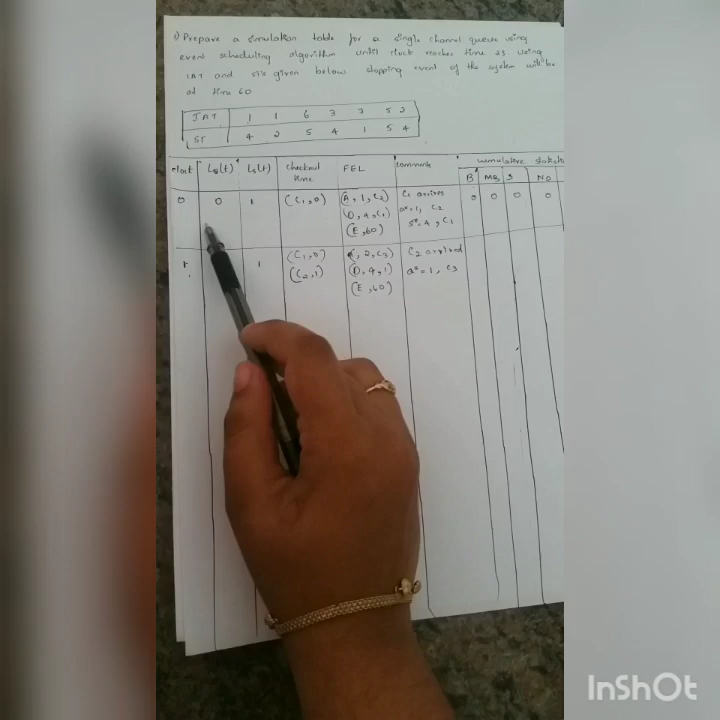 1) Prepare a simulation table for a single channel queue using
event scheduling algorithm until clock reaches time 23 using
IAT and ST given below stopping event of the system will be
at time 60
IAT 1 1 6 3 7 5 2
ST 4 2 5 4 1 5 4
clock LQ(t) LS(t) checkout time FEL comments cumulative statistic
B MQ S ND
0 0 1 (C1,0) (A,1,C2) C1 arrives 0 0 0 0
(D,4,C1) a*=1, C2
(E,60) s*=4, C1
1 1 (C1,0) 2,C3) C2 arrived
(C2,1) (D,4,1) a*=1, C3
(E,60)
InShOt